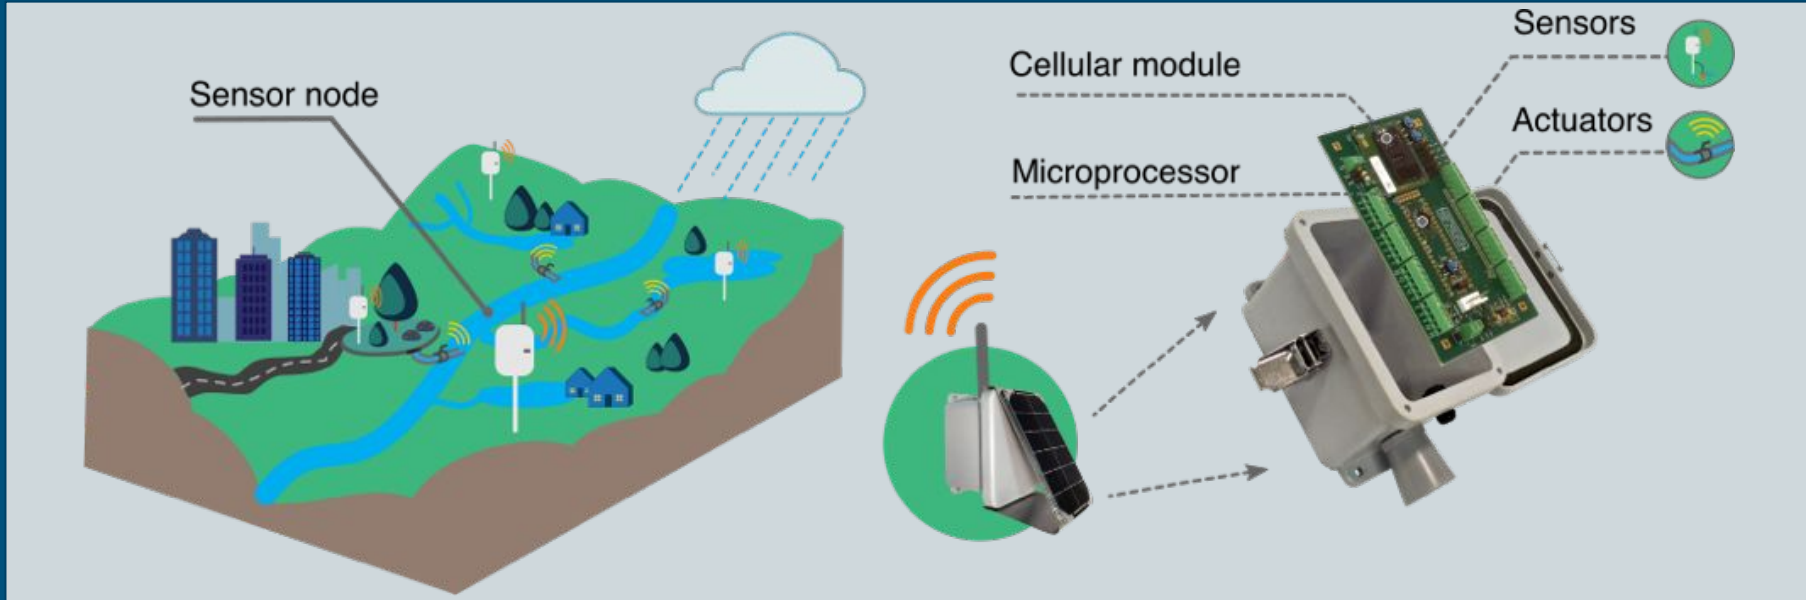 Sensor node
Cellular module
Microprocessor
Sensors
Actuators